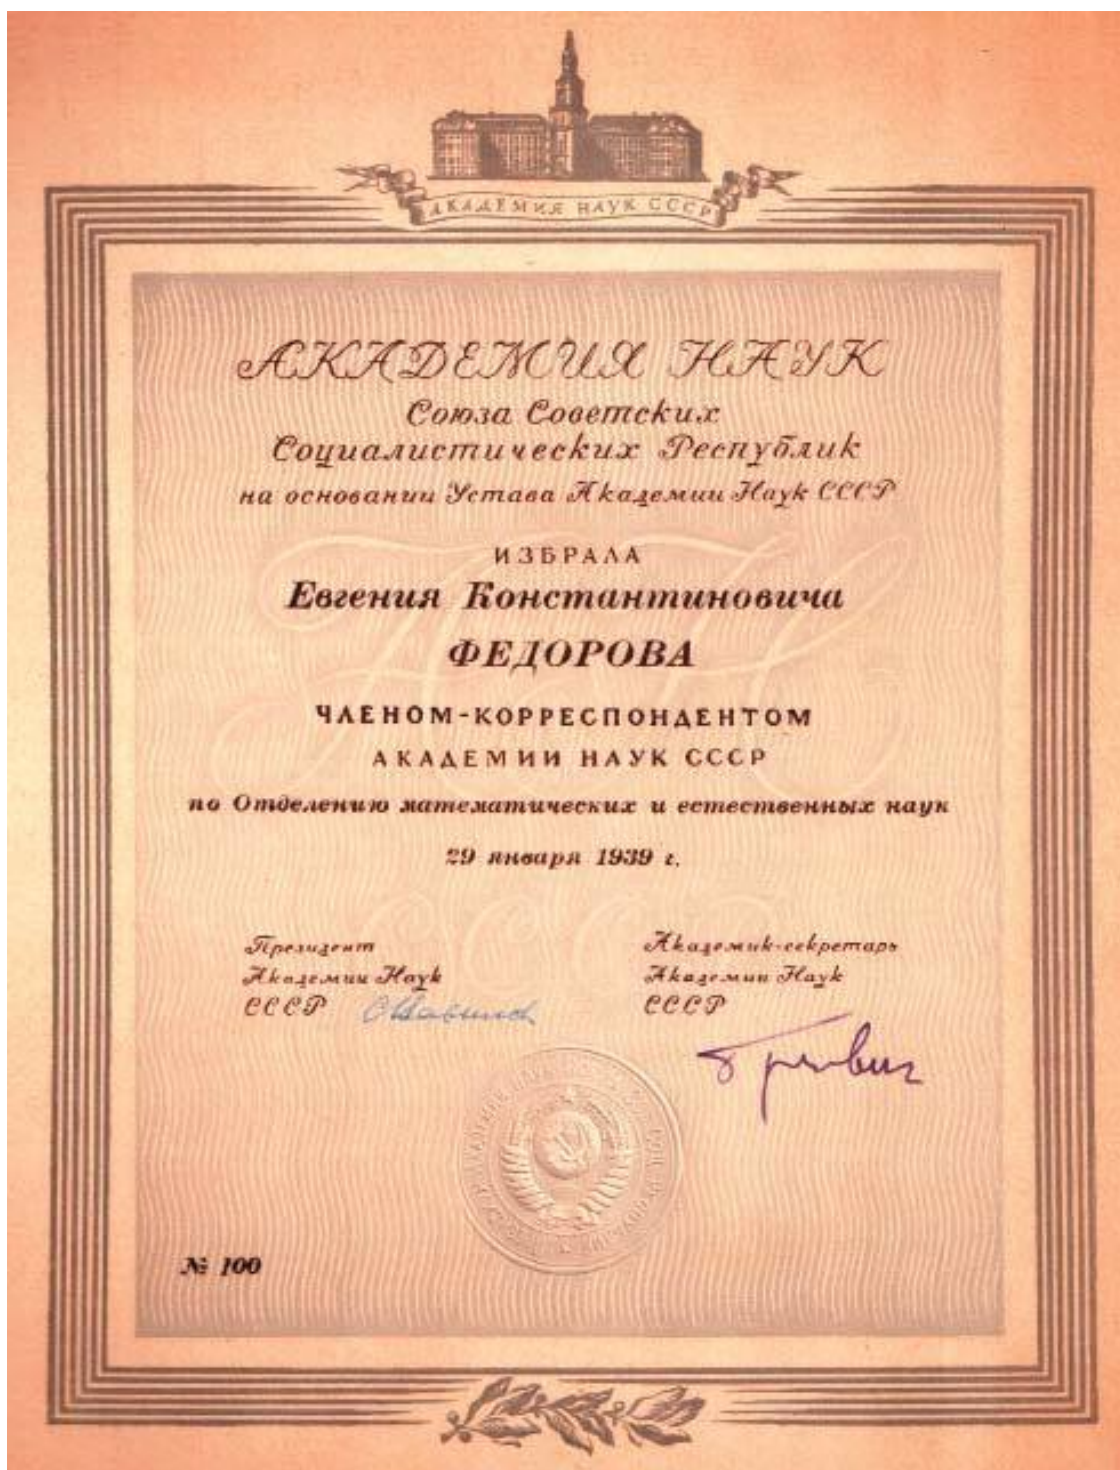 АКАДЕМИЯ НАУК СССР
АКАДЕМИЯ НАУК
Союза Советских
Социалистических Республик
на основании Устава Академии Наук СССР
ИЗБРАЛА
Евгения Константиновича
ФЕДОРОВА
ЧЛЕНОМ-КОРРЕСПОНДЕНТОМ
АКАДЕМИИ НАУК СССР
по Отделению математических и естественных наук
29 января 1939 г.
Президент
Академии Наук
СССР
Академик-секретарь
Академии Наук
СССР
№ 100